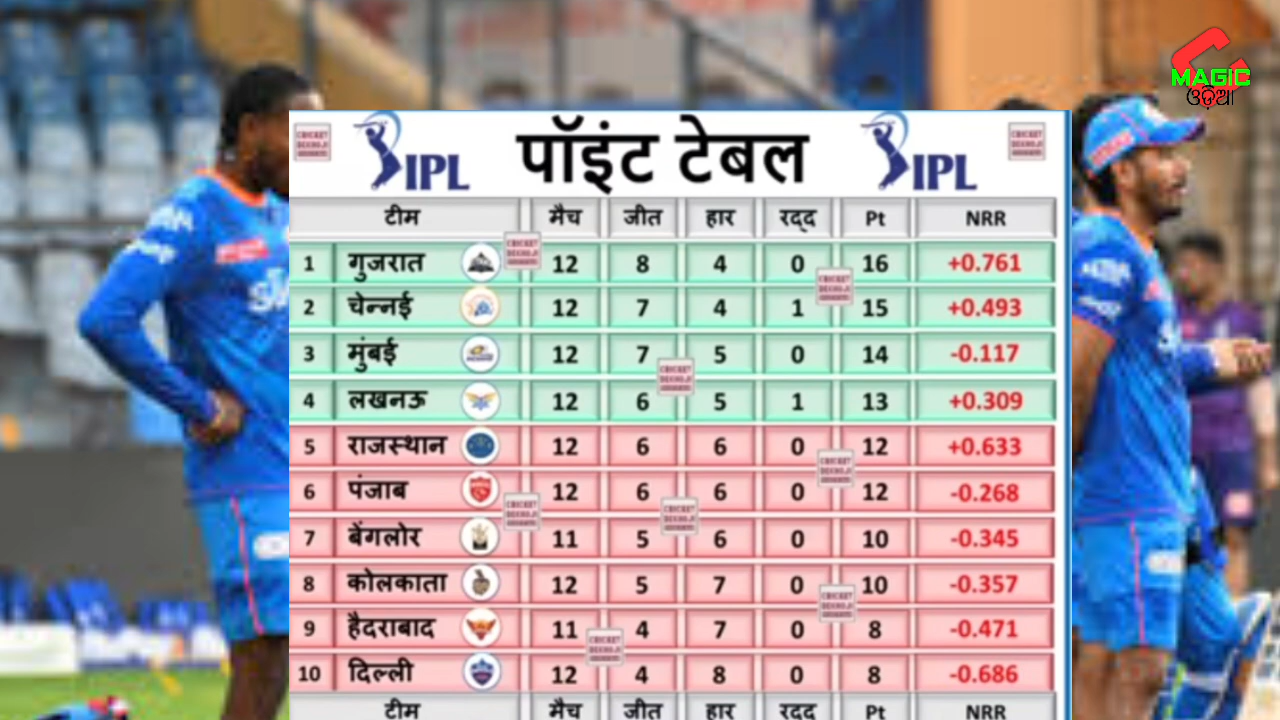 MAGIC
ଓଡ଼ିଆ
IPL पॉइंट टेबल IPL
टीम मैच जीत हार रद्द Pt NRR
1 गुजरात 12 8 4 0 16 +0.761
2 चेन्नई 12 7 4 1 15 +0.493
3 मुंबई 12 7 5 0 14 -0.117
4 लखनऊ 12 6 5 1 13 +0.309
5 राजस्थान 12 6 6 0 12 +0.633
6 पंजाब 12 6 6 0 12 -0.268
7 बेंगलोर 11 5 6 0 10 -0.345
8 कोलकाता 12 5 7 0 10 -0.357
9 हैदराबाद 11 4 7 0 8 -0.471
10 दिल्ली 12 4 8 0 8 -0.686
टीम मैच जीत हार रद्द Pt NRR